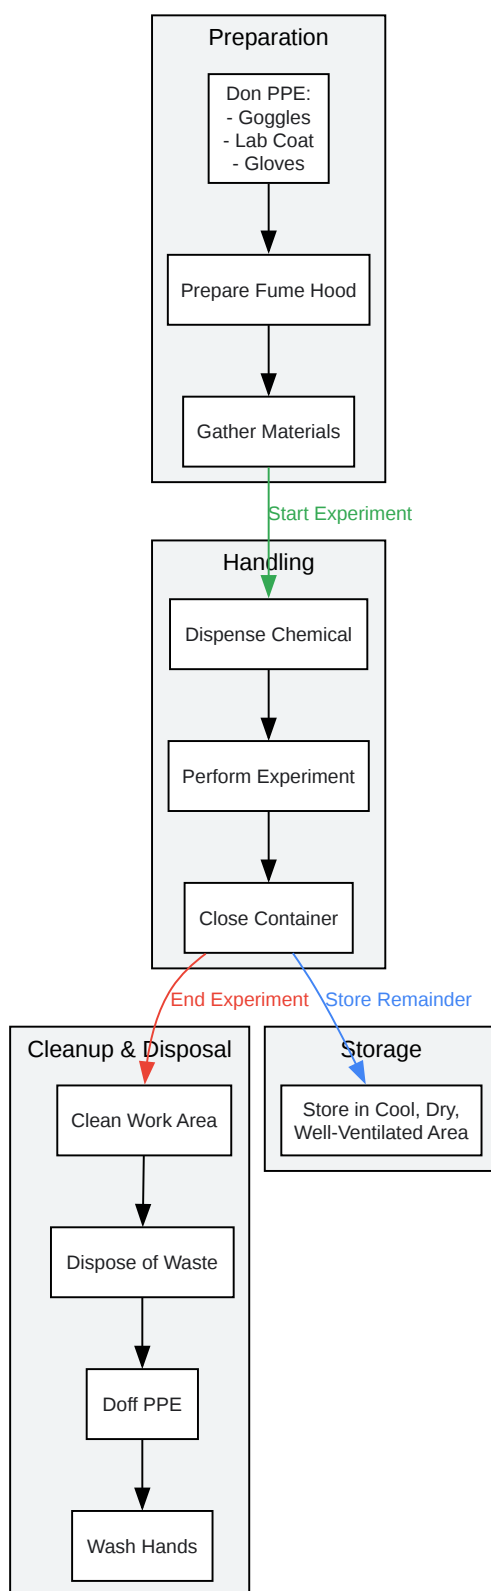 Preparation
Don PPE:
- Goggles
- Lab Coat
- Gloves
Prepare Fume Hood
Gather Materials
Start Experiment
Handling
Dispense Chemical
Perform Experiment
Close Container
End Experiment
Store Remainder
Cleanup & Disposal
Clean Work Area
Dispose of Waste
Doff PPE
Wash Hands
Storage
Store in Cool, Dry,
Well-Ventilated Area